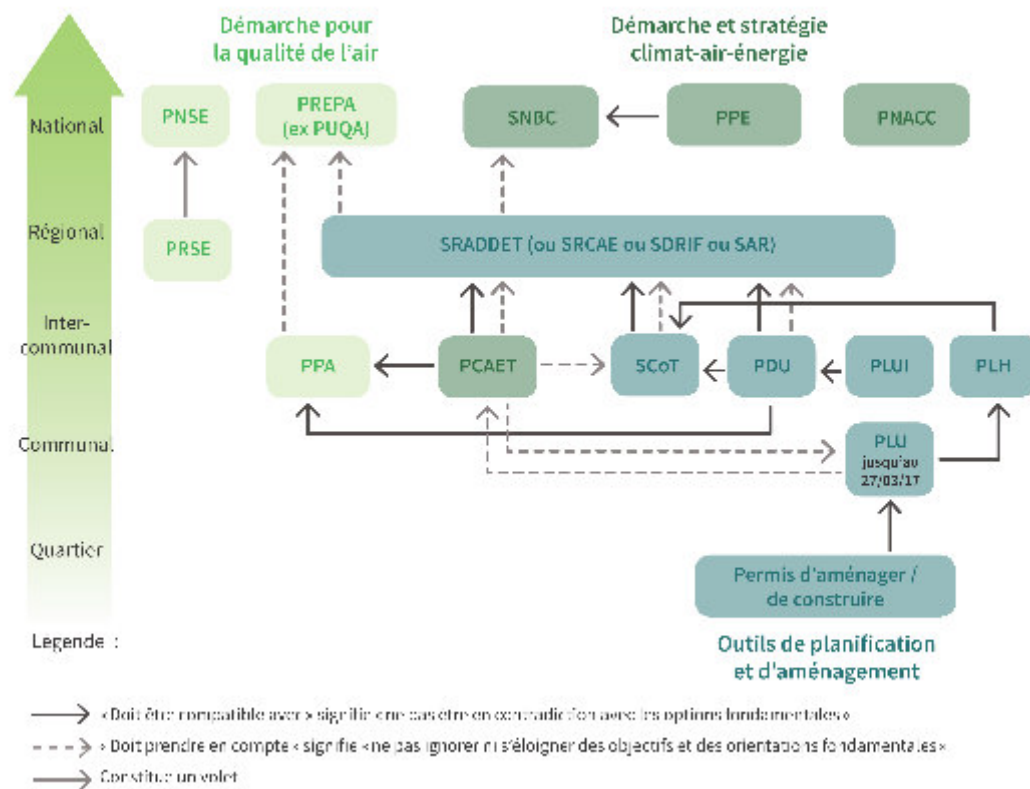 Démarche pour
la qualité de l'air
Démarche et stratégie
climat-air-énergie
National
PNSE
PREPA
(ex PUQA)
SNBC
PPE
PNACC
Régional
PRSE
SRADDET (ou SRCAE ou SDRIF ou SAR)
Inter-
communal
PPA
PCAET
SCoT
PDU
PLUI
PLH
Communal
PLU
jusqu'au
27/03/17
Quartier
Permis d'aménager /
de construire
Legende :
Outils de planification
et d'aménagement
« Doit être compatible avec » signifie « ne pas être en contradiction avec les options fondamentales »
« Doit prendre en compte « signifie « ne pas ignorer ni s'éloigner des objectifs et des orientations fondamentales »
Constitue un volet